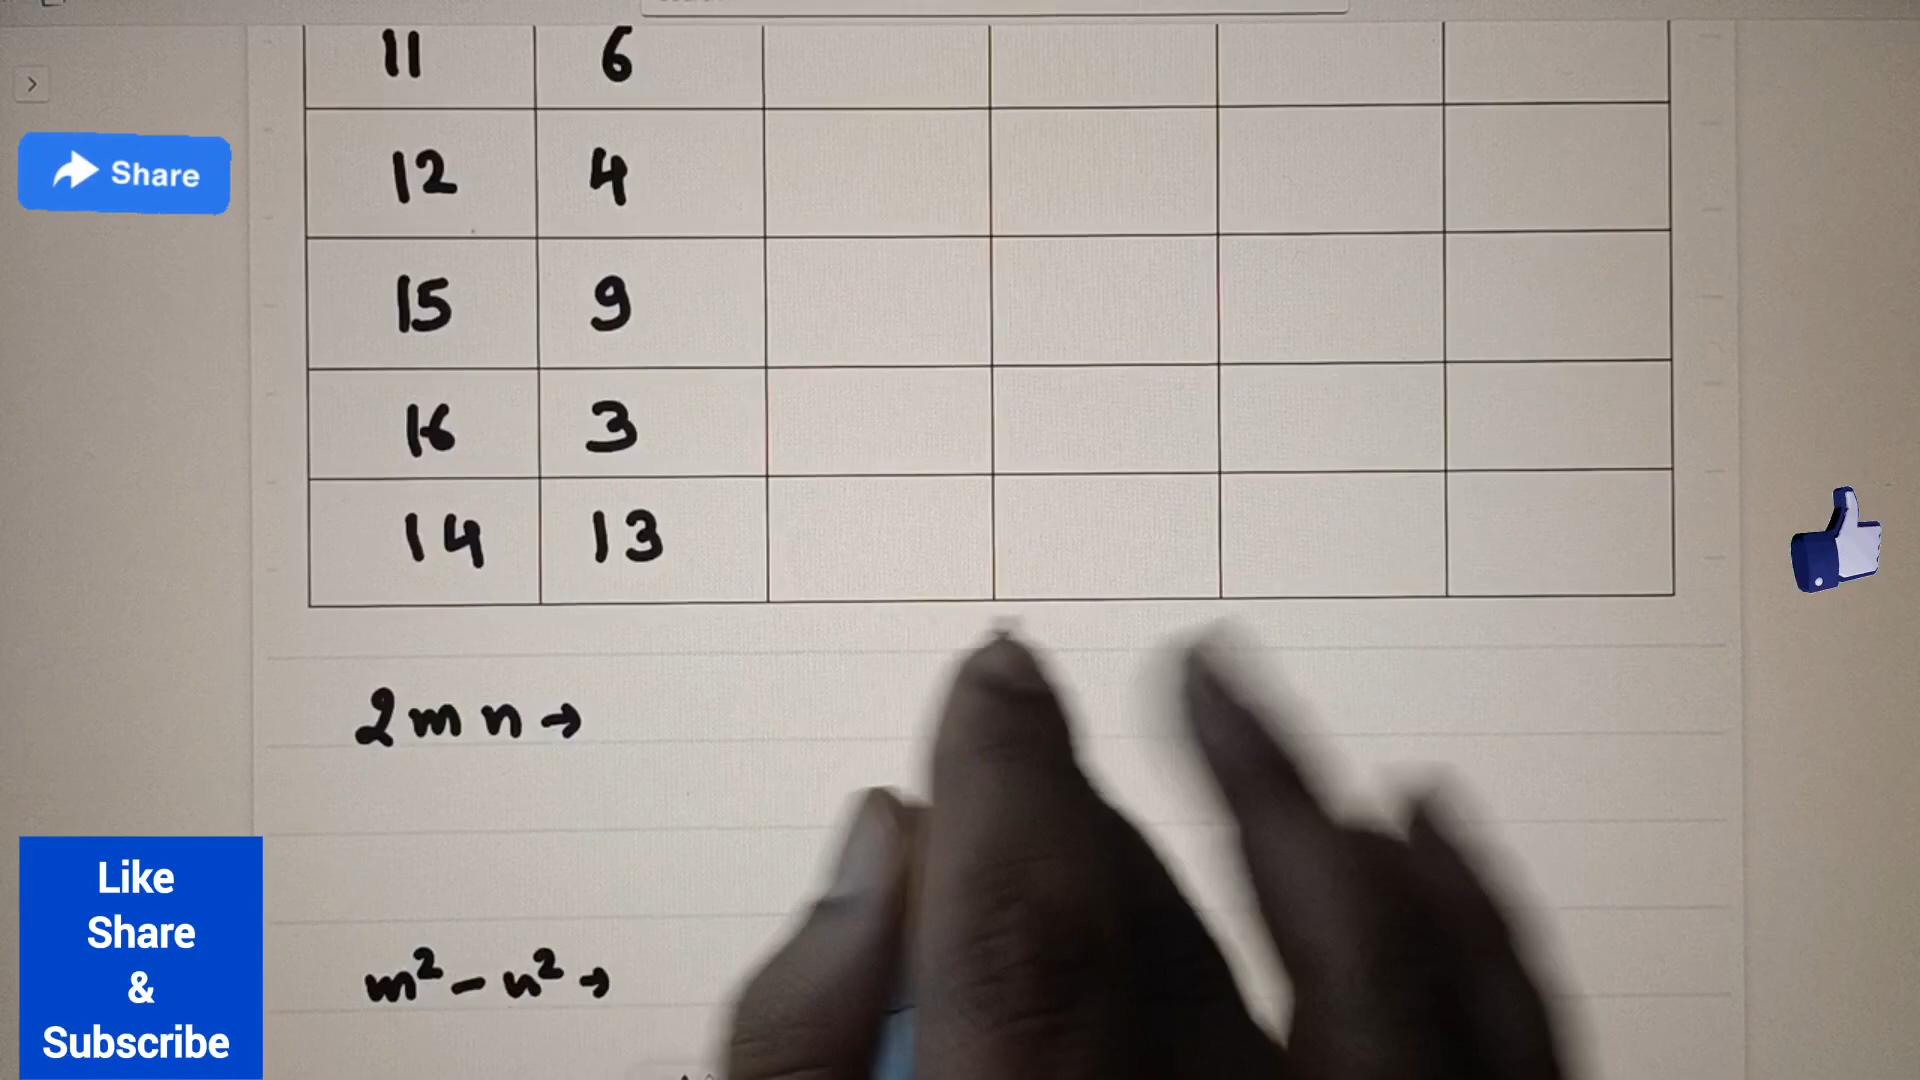 11 6
12 4
15 9
16 3
14 13
2mn→
m²-n²→
Share
Like
Share
&
Subscribe